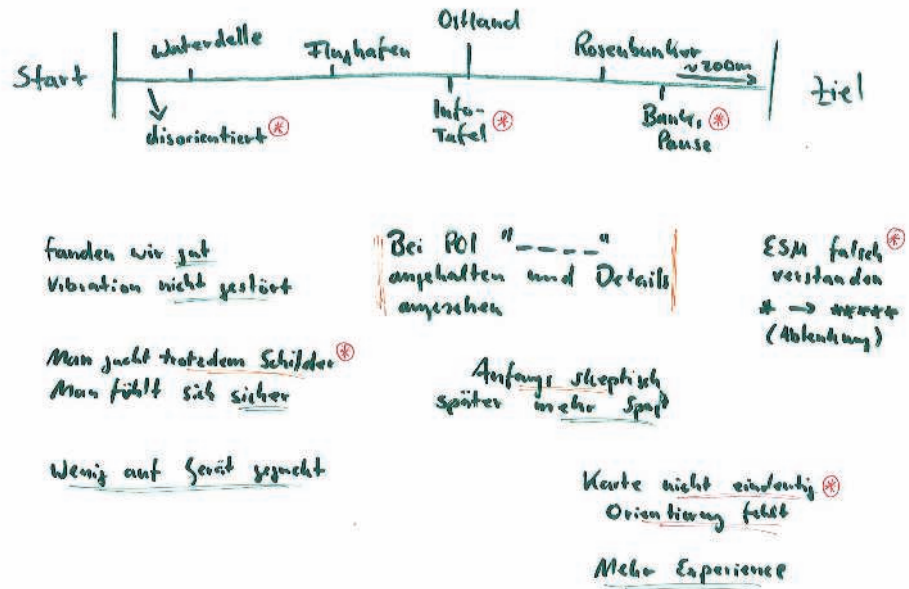 Start
Waterdelle
Flughafen
Ostland
Rosenbunker
~200m
Ziel
disorientiert *
Info-
Tafel *
Bank, *
Pause
fanden wir gut
Vibration nicht gestört
Man sucht trotzdem Schilder *
Man fühlt sich sicher
Wenig auf Gerät geguckt
Bei POI "-----"
angehalten und Details
angesehen
Anfangs skeptisch
später mehr Spaß
ESM falsch *
verstanden
* → *****
(Ablenkung)
Karte nicht eindeutig *
Orientierung fehlt
Mehr Experience